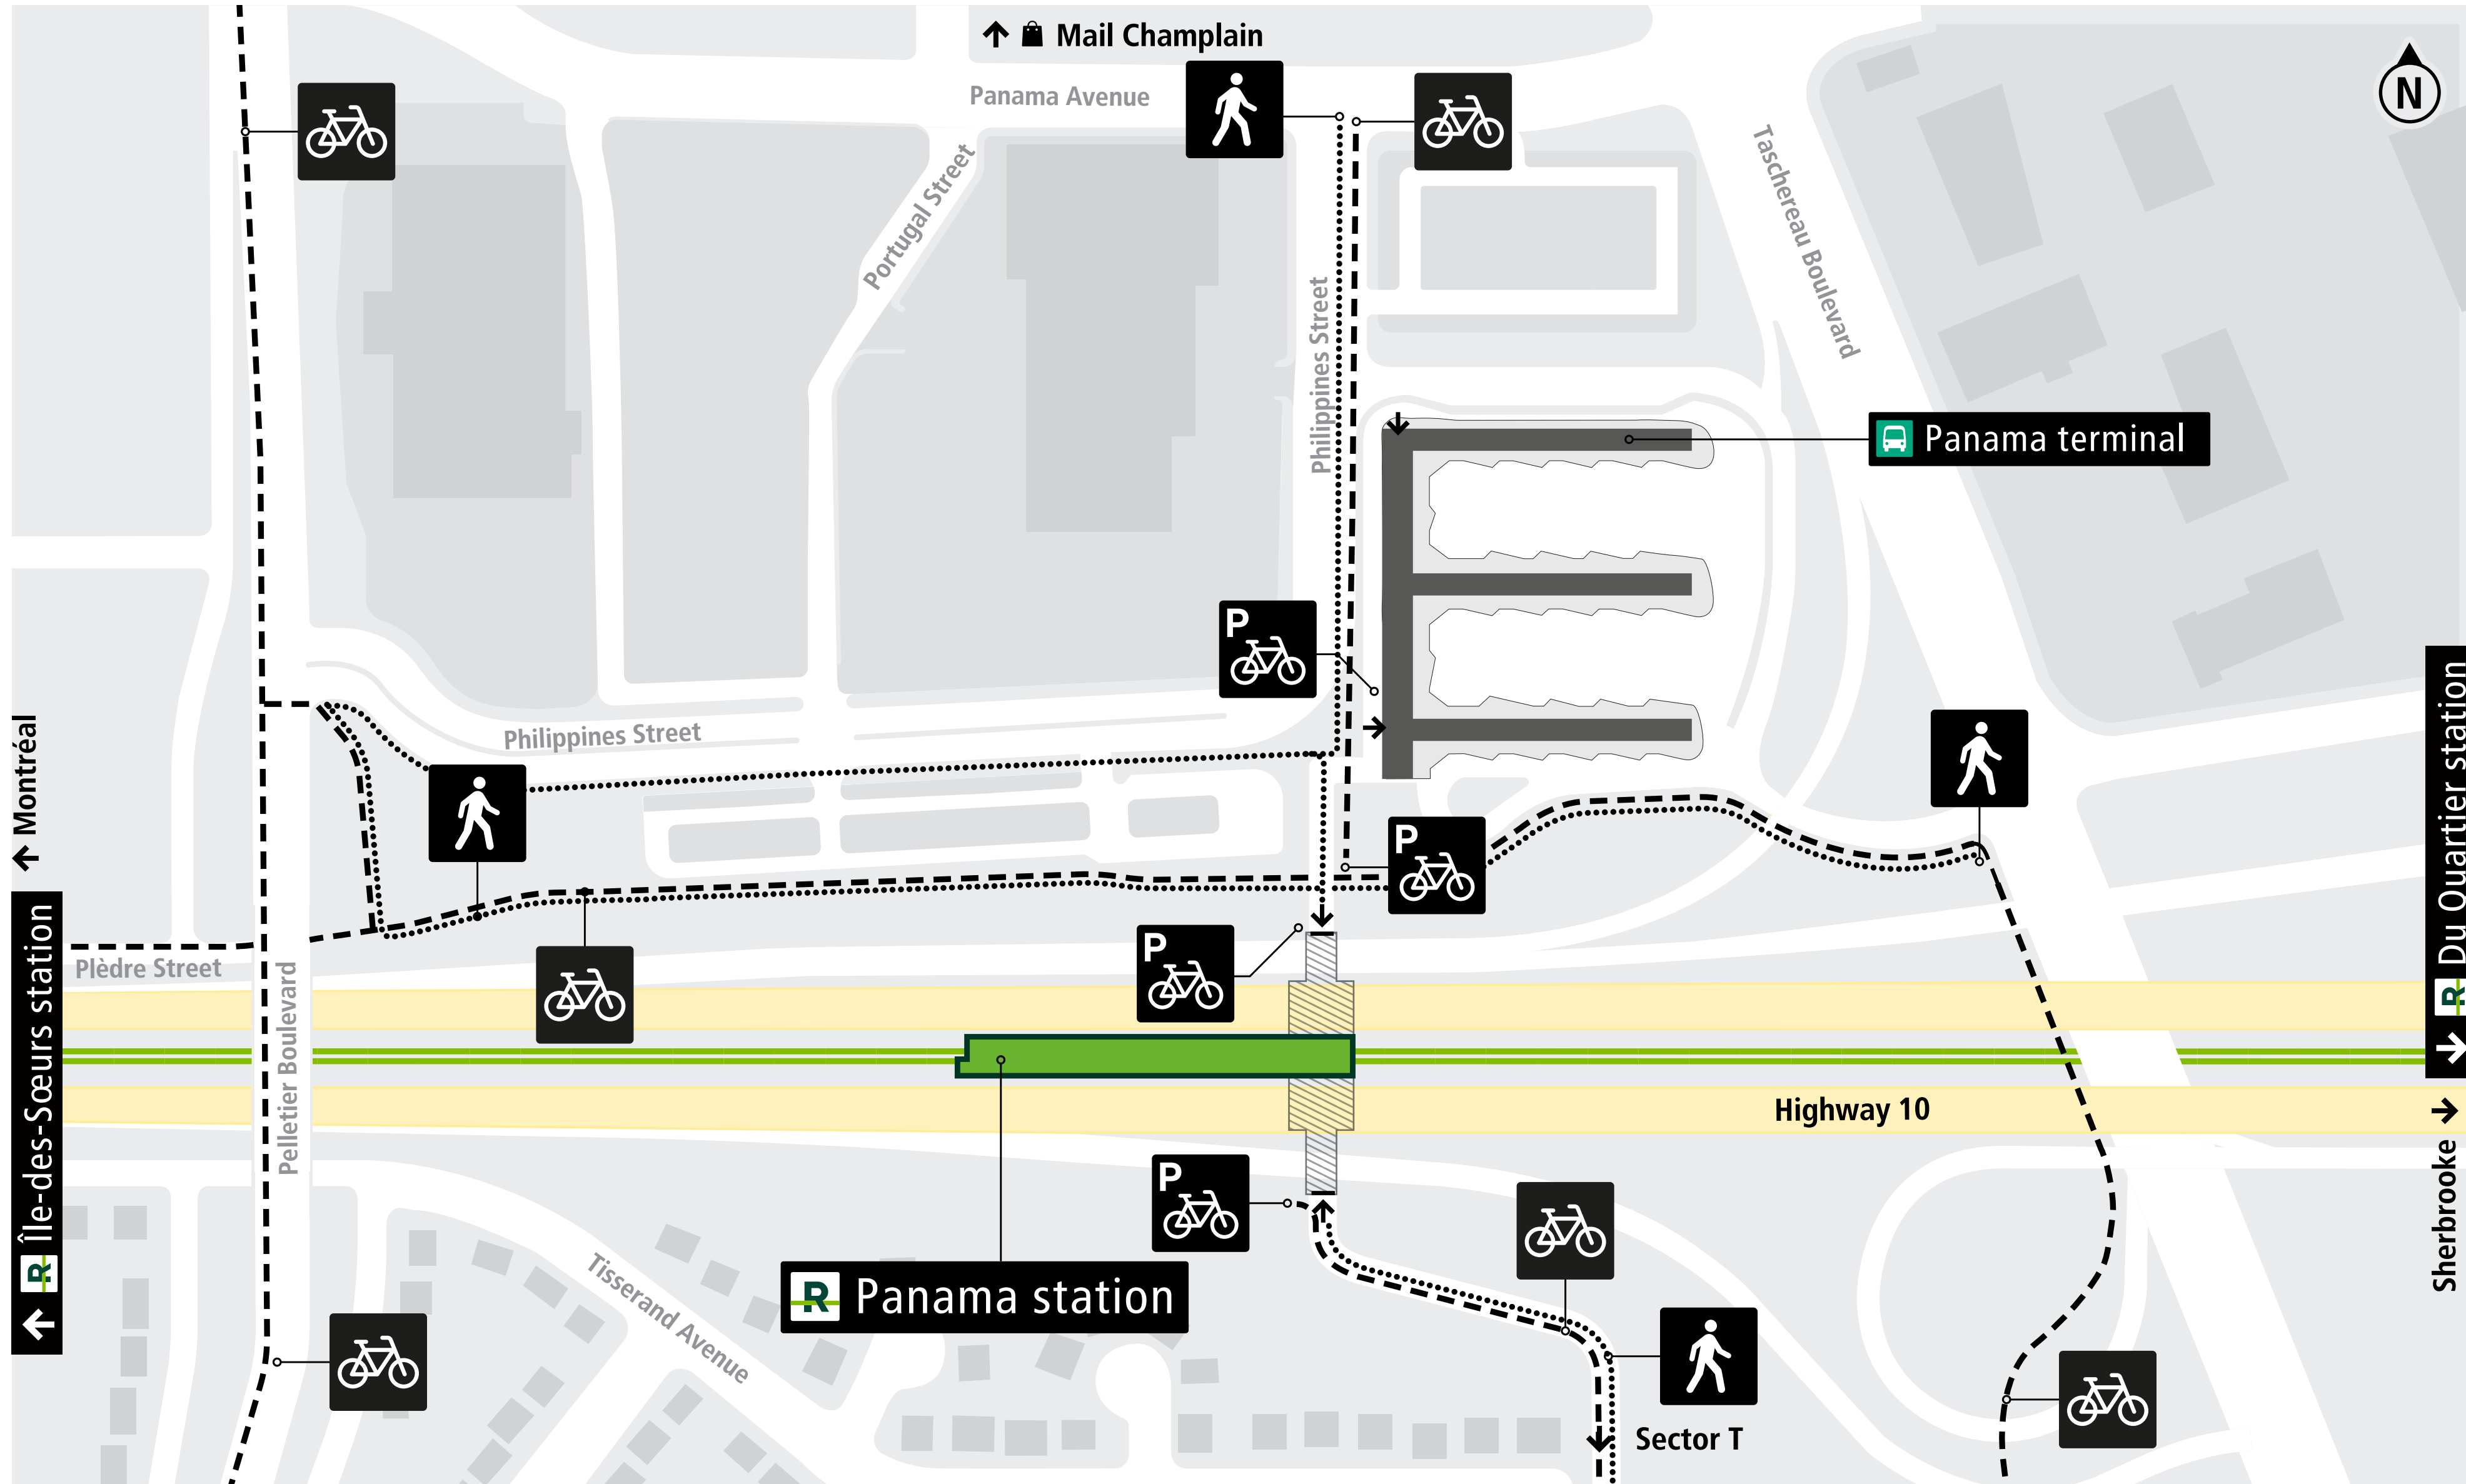 Mail Champlain
Panama Avenue
N
Portugal Street
Taschereau Boulevard
Philippines Street
Panama terminal
P
Philippines Street
Montréal
P
Du Quartier station
R
P
Plèdre Street
Île-des-Sœurs station
R
Pelletier Boulevard
Highway 10
Sherbrooke
P
Tisserand Avenue
R Panama station
Sector T